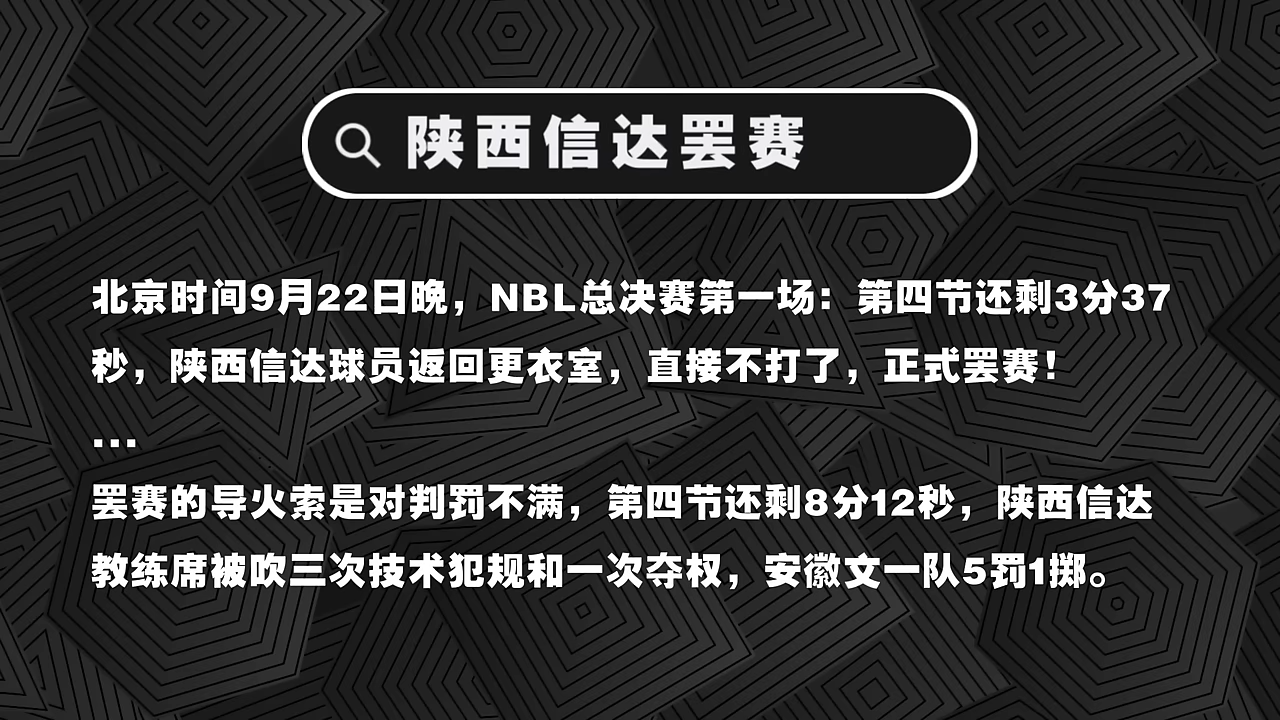 陕西信达罢赛
北京时间9月22日晚，NBL总决赛第一场：第四节还剩3分37
秒，陕西信达球员返回更衣室，直接不打了，正式罢赛！
...
罢赛的导火索是对判罚不满，第四节还剩8分12秒，陕西信达
教练席被吹三次技术犯规和一次夺权，安徽文一队5罚1掷。